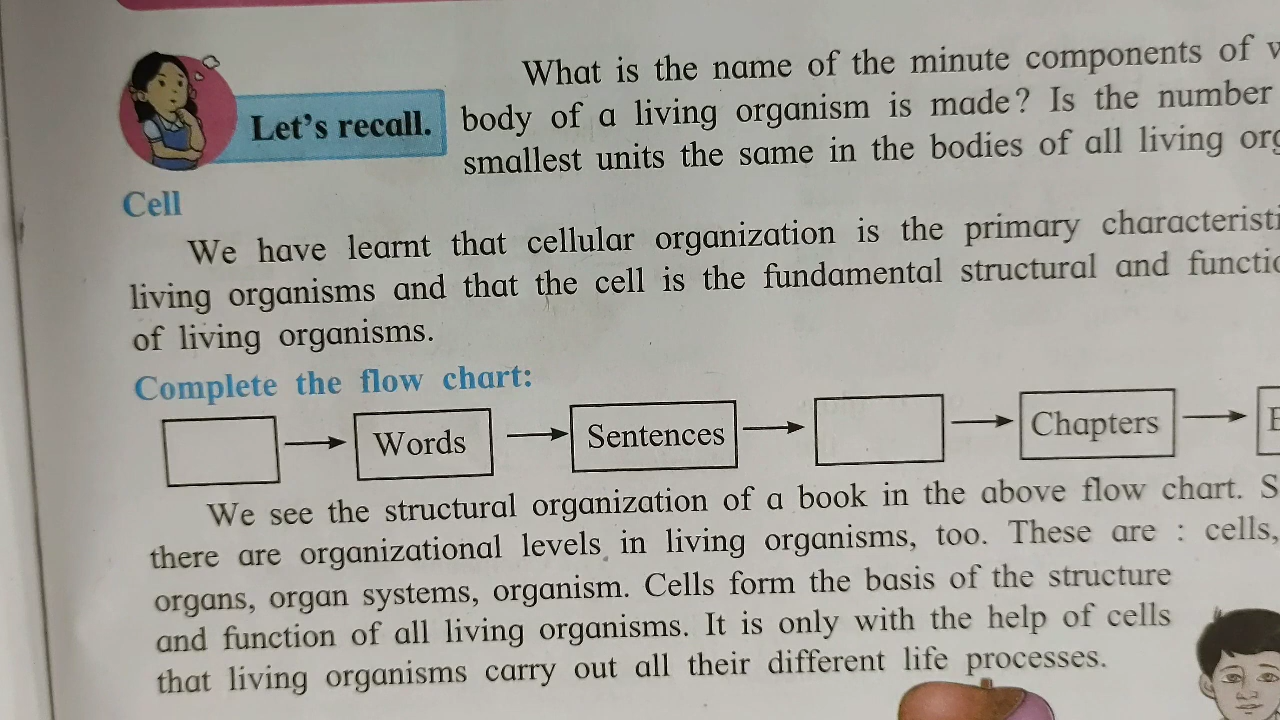 What is the name of the minute components of
Let's recall.
body of a living organism is made? Is the number
smallest units the same in the bodies of all living
Cell
We have learnt that cellular organization is the primary
living organisms and that the cell is the fundamental structural and
of living organisms.
Complete the flow chart:
Words
Sentences
Chapters
We see the structural organization of a book in the above flow chart.
there are organizational levels in living organisms, too. These are : cells,
organs, organ systems, organism. Cells form the basis of the structure
and function of all living organisms. It is only with the help of cells
that living organisms carry out all their different life processes.